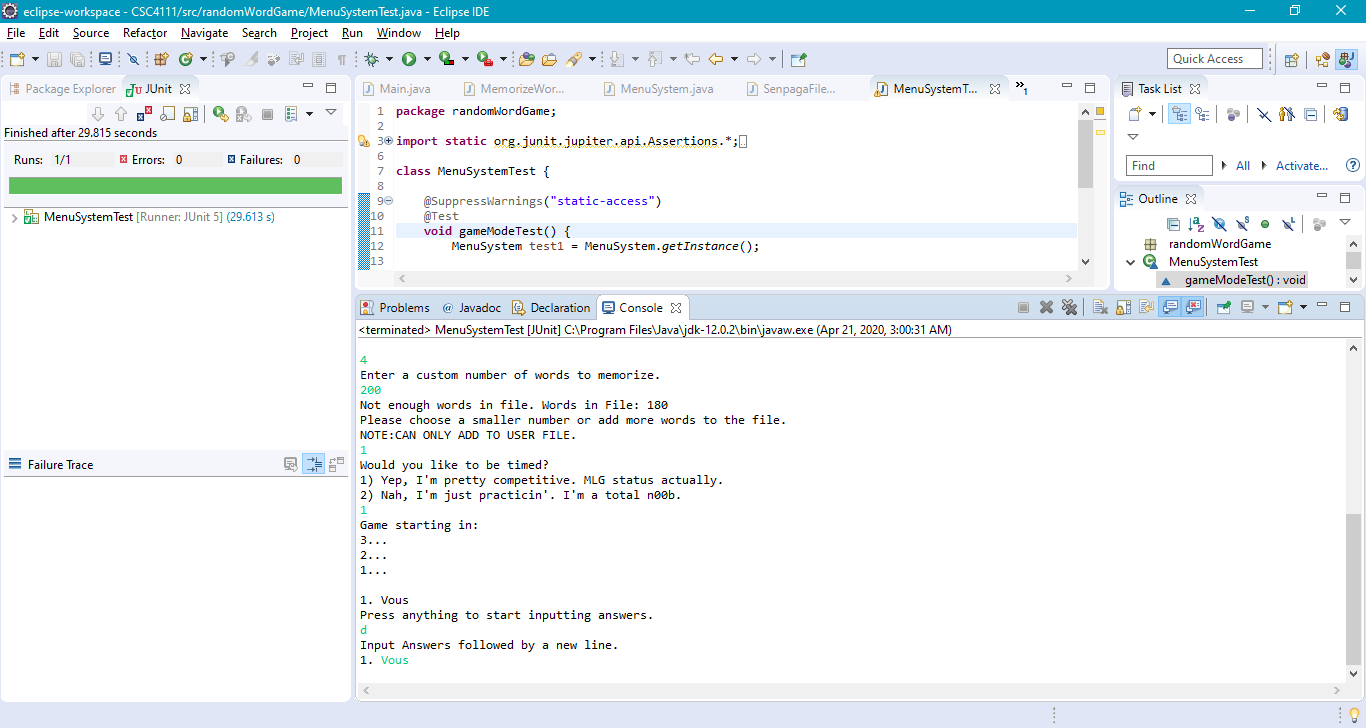 eclipse-workspace - CSC4111/src/randomWordGame/MenuSystemTest.java - Eclipse IDE
File Edit Source Refactor Navigate Search Project Run Window Help
Quick Access
Package Explorer JUnit
Finished after 29.815 seconds
Runs: 1/1 Errors: 0 Failures: 0
MenuSystemTest [Runner: JUnit 5] (29.613 s)
Failure Trace
Main.java MemorizeWor... MenuSystem.java SenpagaFile... MenuSystemT... »1
1 package randomWordGame;
2
3 import static org.junit.jupiter.api.Assertions.*;
6
7 class MenuSystemTest {
8
9 @SuppressWarnings("static-access")
10 @Test
11 void gameModeTest() {
12 MenuSystem test1 = MenuSystem.getInstance();
13
Task List
Find All Activate...
Outline
randomWordGame
MenuSystemTest
gameModeTest() : void
Problems Javadoc Declaration Console
<terminated> MenuSystemTest [JUnit] C:\Program Files\Java\jdk-12.0.2\bin\javaw.exe (Apr 21, 2020, 3:00:31 AM)
4
Enter a custom number of words to memorize.
200
Not enough words in file. Words in File: 180
Please choose a smaller number or add more words to the file.
NOTE:CAN ONLY ADD TO USER FILE.
1
Would you like to be timed?
1) Yep, I'm pretty competitive. MLG status actually.
2) Nah, I'm just practicin'. I'm a total n00b.
1
Game starting in:
3...
2...
1...
1. Vous
Press anything to start inputting answers.
d
Input Answers followed by a new line.
1. Vous